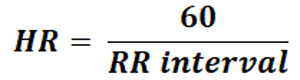 HR = 60 / RR interval